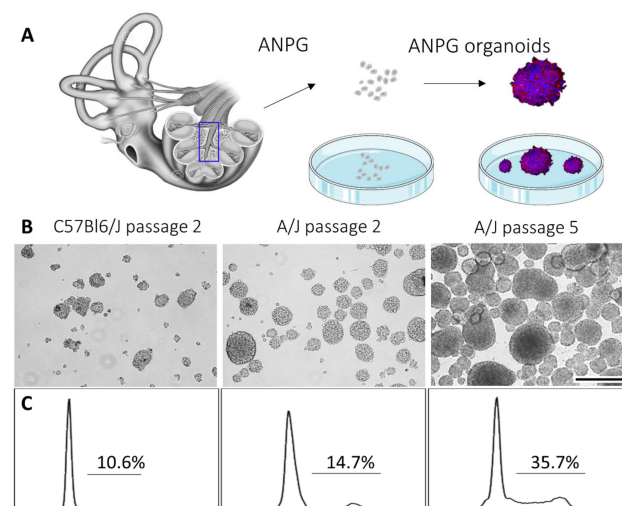 A
ANPG
ANPG organoids
B
C57Bl6/J passage 2
A/J passage 2
A/J passage 5
C
10.6%
14.7%
35.7%